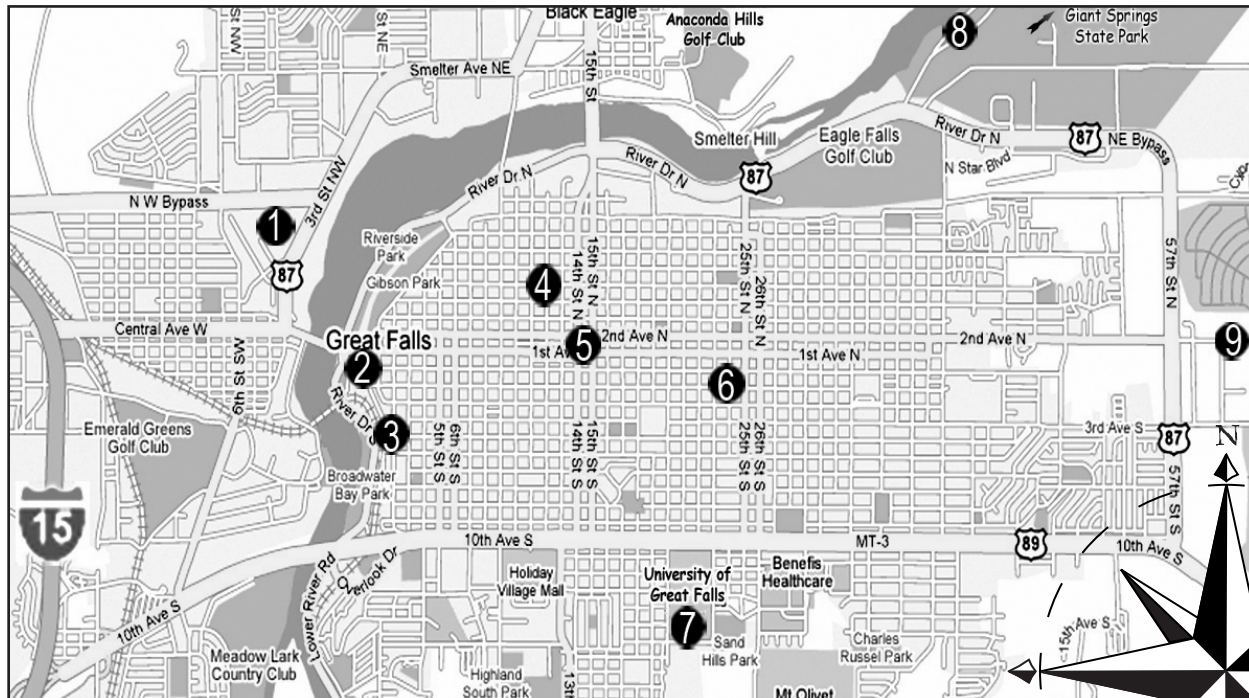 Black Eagle
Anaconda Hills
Golf Club
8
Giant Springs
State Park
St NW
St NE
Smelter Ave NE
15th St
Smelter Hill
Eagle Falls
Golf Club
River Dr N
87
NE Bypass
N Star Blvd
River Dr N
River Dr N
87
N W Bypass
3rd St NW
1
87
Riverside
Park
Gibson Park
4
15th St N
14th St N
25th St N
26th St N
57th St N
Central Ave W
Great Falls
2
1st Av
5
2nd Ave N
1st Ave N
2nd Ave N
9
6
6th St SW
River Dr S
3
Emerald Greens
Golf Club
5th St S
6th St S
14th St S
15th St S
25th St S
26th St S
3rd Ave S
87
N
57th St S
Broadwater
Bay Park
15
10th Ave S
MT-3
89
10th Ave S
Lower River Rd
Overlook Dr
10th Ave S
Holiday
Village Mall
University of
Great Falls
Benefis
Healthcare
7
Sand
Hills Park
Charles
Russel Park
15th Ave S
Meadow Lark
Country Club
Highland
South Park
13th
Mt Olivet